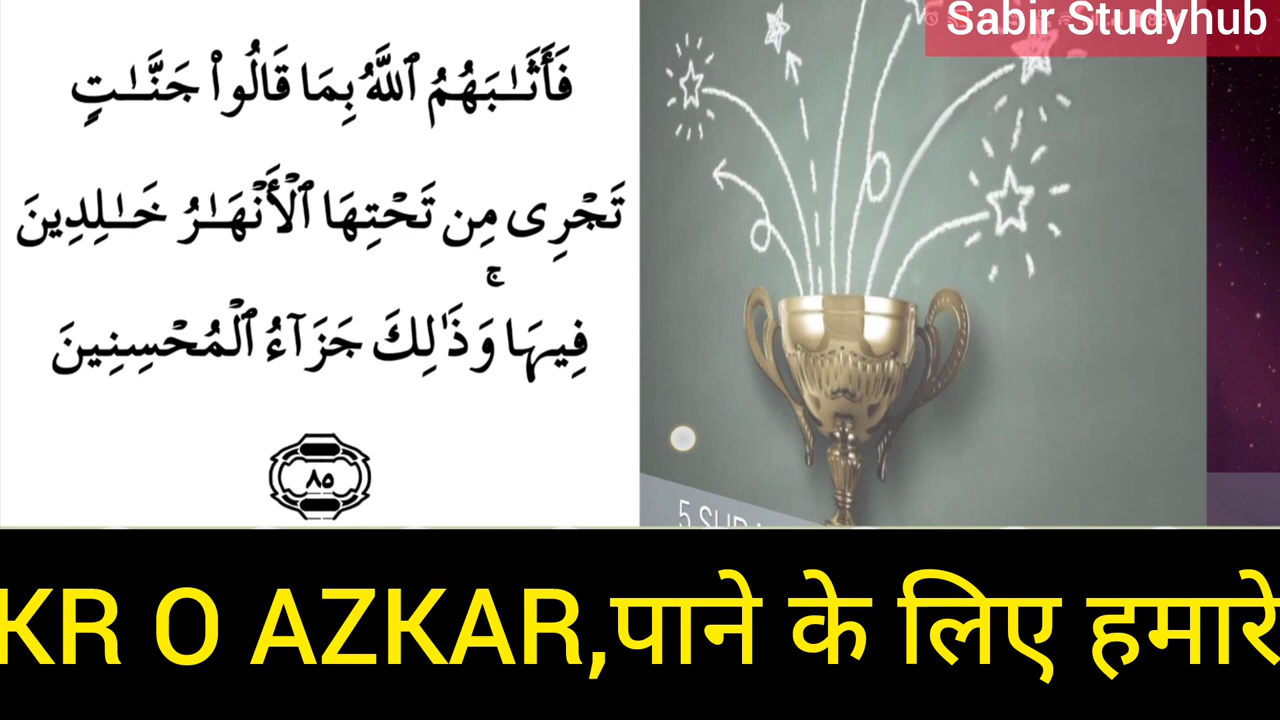 Sabir Studyhub
فَأَثَـٰبَهُمُ ٱللَّهُ بِمَا قَالُوا۟ جَنَّـٰتٍ
تَجْرِى مِن تَحْتِهَا ٱلْأَنْهَـٰرُ خَـٰلِدِينَ
فِيهَا ۚ وَذَٰلِكَ جَزَآءُ ٱلْمُحْسِنِينَ
٨٥
KR O AZKAR,पाने के लिए हमारे